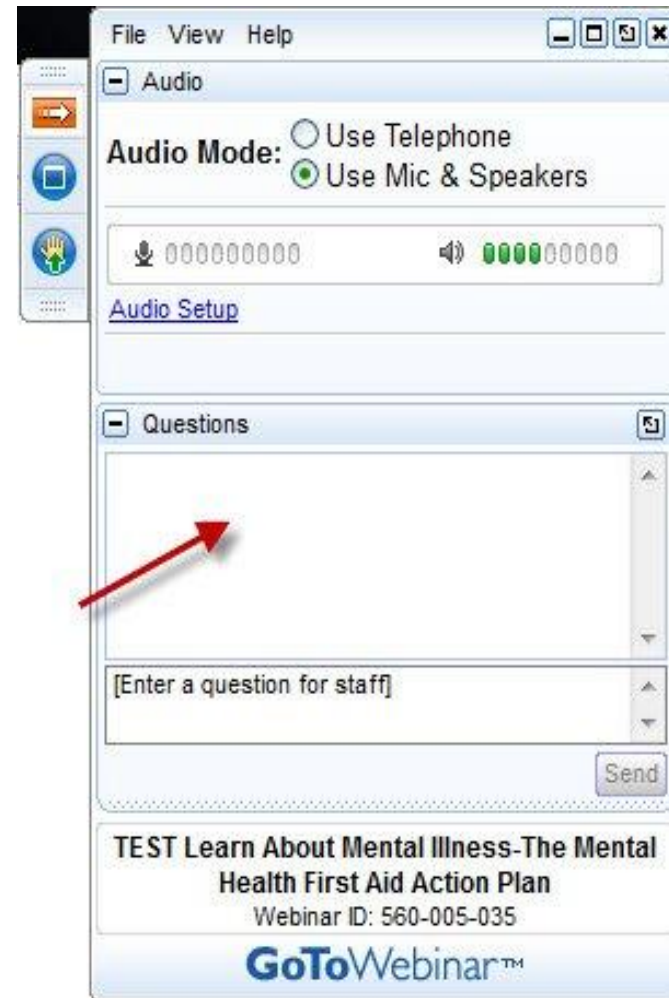 File View Help
Audio
Audio Mode: Use Telephone
Use Mic & Speakers
Audio Setup
Questions
[Enter a question for staff]
Send
TEST Learn About Mental Illness-The Mental
Health First Aid Action Plan
Webinar ID: 560-005-035
GoToWebinar™